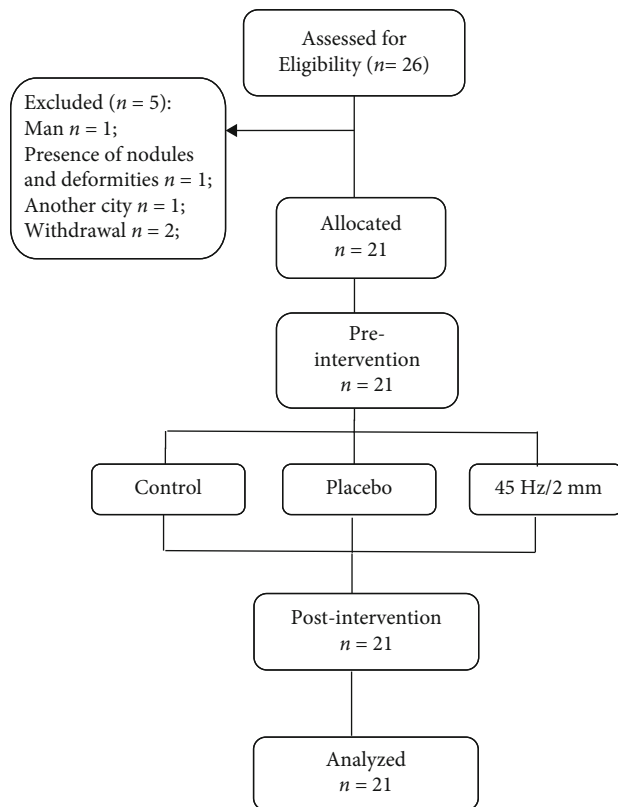 Assessed for
Eligibility (n= 26)
Excluded (n = 5):
Man n = 1;
Presence of nodules
and deformities n = 1;
Another city n = 1;
Withdrawal n = 2;
Allocated
n = 21
Pre-
intervention
n = 21
Control
Placebo
45 Hz/2 mm
Post-intervention
n = 21
Analyzed
n = 21